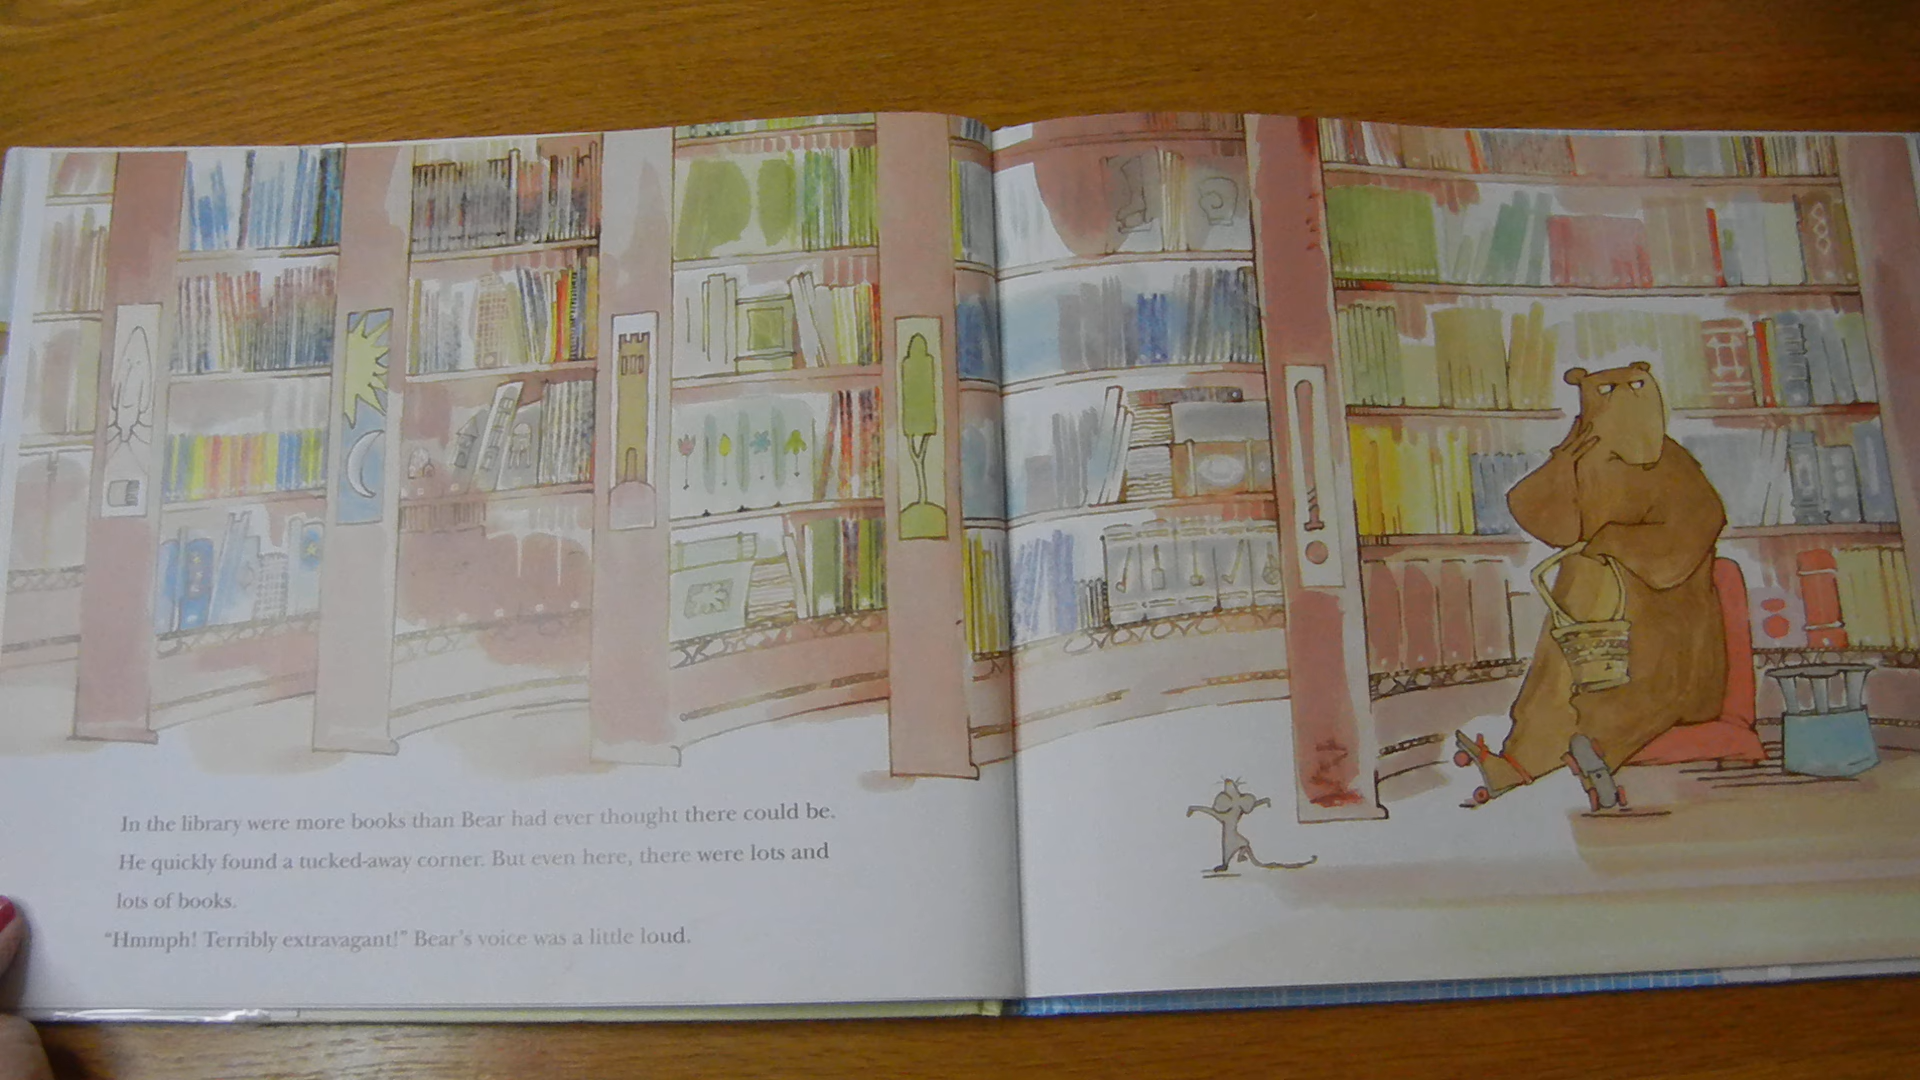 In the library were more books than Bear had ever thought there could be.
He quickly found a tucked-away corner. But even here, there were lots and
lots of books.
“Hmmph! Terribly extravagant!” Bear’s voice was a little loud.